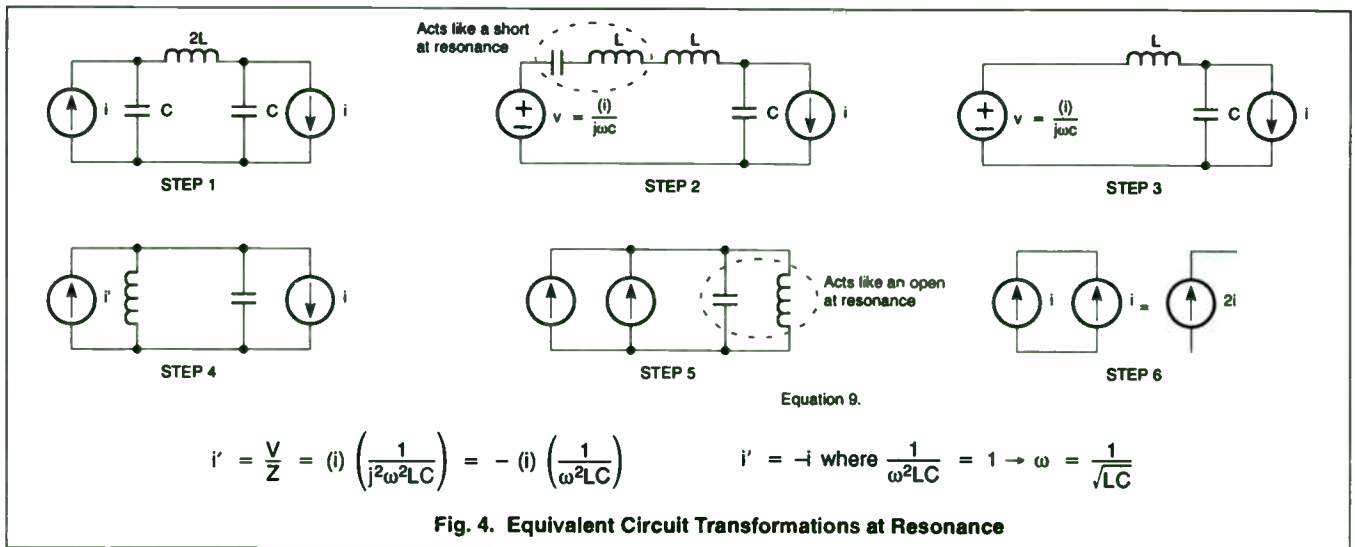 Acts like a short
at resonance
2L
i
C
C
i
STEP 1
L
L
+
−
v = (i) / jωc
C
i
STEP 2
L
+
−
v = (i) / jωc
C
i
STEP 3
i′
i
STEP 4
Acts like an open
at resonance
STEP 5
i
i =
2i
STEP 6
Equation 9.
i′ = V/Z = (i) (1 / j²ω²LC) = − (i) (1 / ω²LC)
i′ = −i where 1 / ω²LC = 1 → ω = 1 / √LC
Fig. 4. Equivalent Circuit Transformations at Resonance